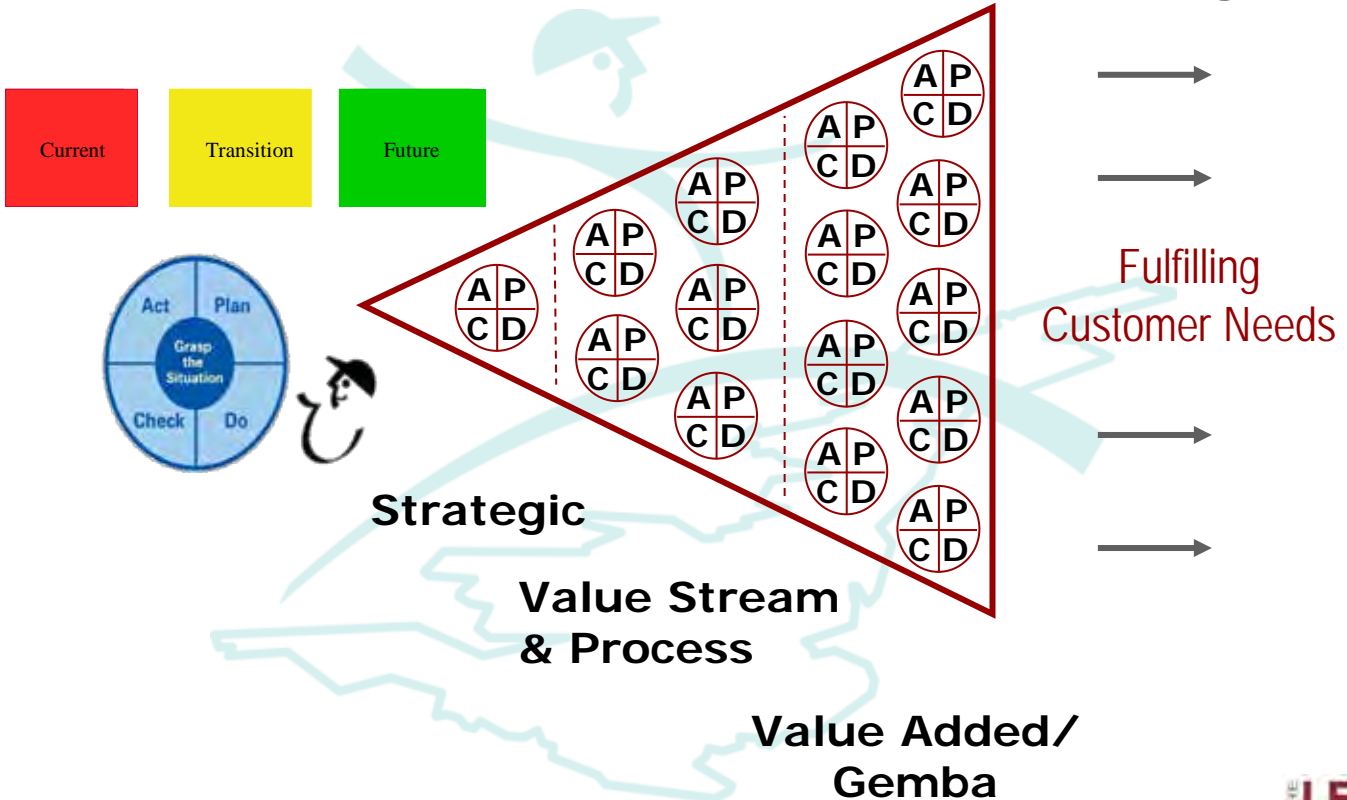 Current
Transition
Future
Act Plan
Grasp
the
Situation
Check Do
A P
C D
A P
C D
A P
C D
A P
C D
A P
C D
A P
C D
A P
C D
A P
C D
A P
C D
A P
C D
A P
C D
A P
C D
A P
C D
A P
C D
A P
C D
Fulfilling
Customer Needs
Strategic
Value Stream
& Process
Value Added/
Gemba